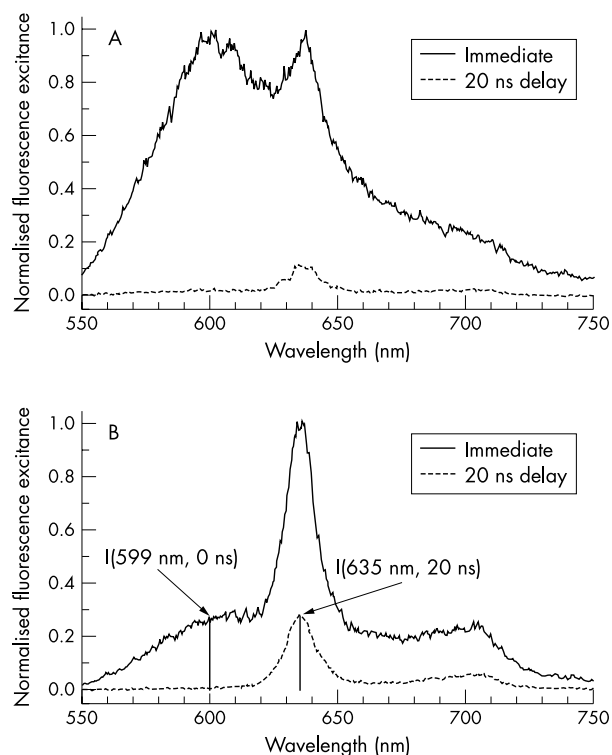 A
Immediate
20 ns delay
Normalised fluorescence excitance
1.0
0.8
0.6
0.4
0.2
0.0
550
600
650
700
750
Wavelength (nm)
B
Immediate
20 ns delay
I(599 nm, 0 ns)
I(635 nm, 20 ns)
Normalised fluorescence excitance
1.0
0.8
0.6
0.4
0.2
0.0
550
600
650
700
750
Wavelength (nm)